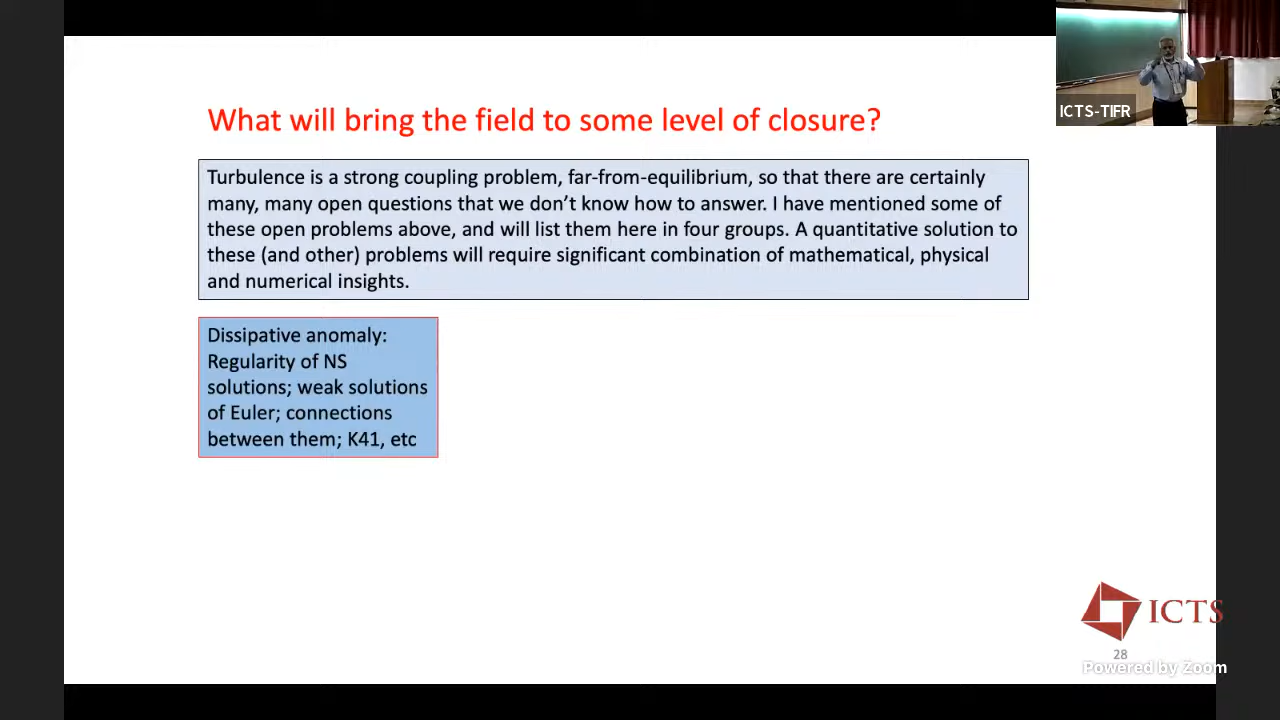 ICTS-TIFR
What will bring the field to some level of closure?
Turbulence is a strong coupling problem, far-from-equilibrium, so that there are certainly
many, many open questions that we don’t know how to answer. I have mentioned some of
these open problems above, and will list them here in four groups. A quantitative solution to
these (and other) problems will require significant combination of mathematical, physical
and numerical insights.
Dissipative anomaly:
Regularity of NS
solutions; weak solutions
of Euler; connections
between them; K41, etc
ICTS
28
Powered by Zoom